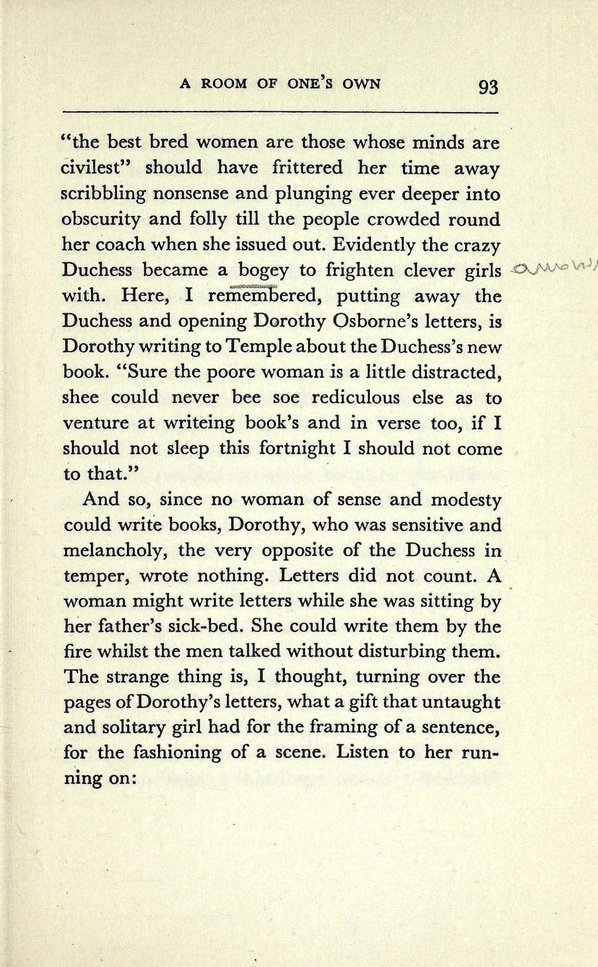 A ROOM OF ONE'S OWN 93
“the best bred women are those whose minds are
civilest” should have frittered her time away
scribbling nonsense and plunging ever deeper into
obscurity and folly till the people crowded round
her coach when she issued out. Evidently the crazy
Duchess became a bogey to frighten clever girls
with. Here, I remembered, putting away the
Duchess and opening Dorothy Osborne's letters, is
Dorothy writing to Temple about the Duchess's new
book. “Sure the poore woman is a little distracted,
shee could never bee soe rediculous else as to
venture at writeing book's and in verse too, if I
should not sleep this fortnight I should not come
to that.”
And so, since no woman of sense and modesty
could write books, Dorothy, who was sensitive and
melancholy, the very opposite of the Duchess in
temper, wrote nothing. Letters did not count. A
woman might write letters while she was sitting by
her father's sick-bed. She could write them by the
fire whilst the men talked without disturbing them.
The strange thing is, I thought, turning over the
pages of Dorothy's letters, what a gift that untaught
and solitary girl had for the framing of a sentence,
for the fashioning of a scene. Listen to her run-
ning on: